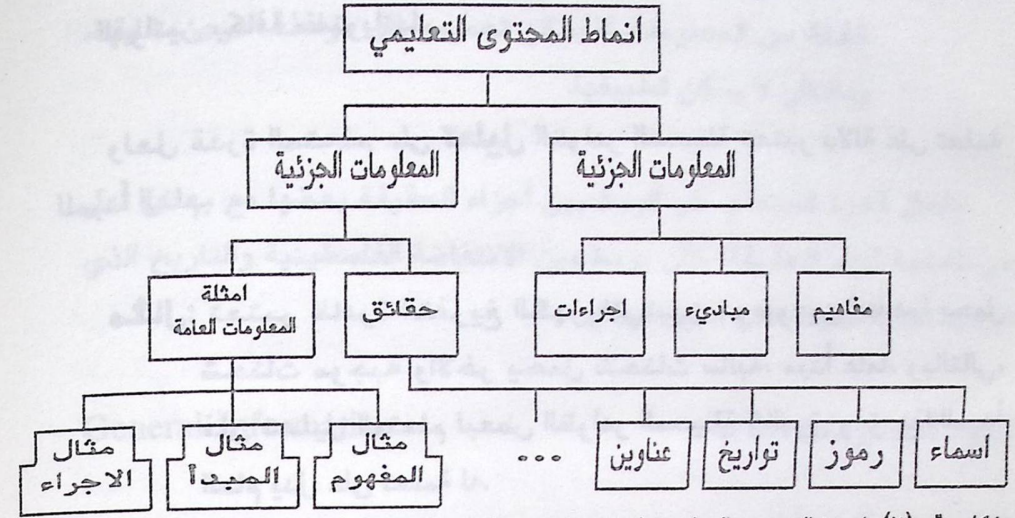 انماط المحتوى التعليمي
المعلومات الجزئية
المعلومات الجزئية
مفاهيم
مباديء
اجراءات
حقائق
امثلة
المعلومات العامة
اسماء
رموز
تواريخ
عناوين
...
مثال
المفهوم
مثال
المبدأ
مثال
الاجراء